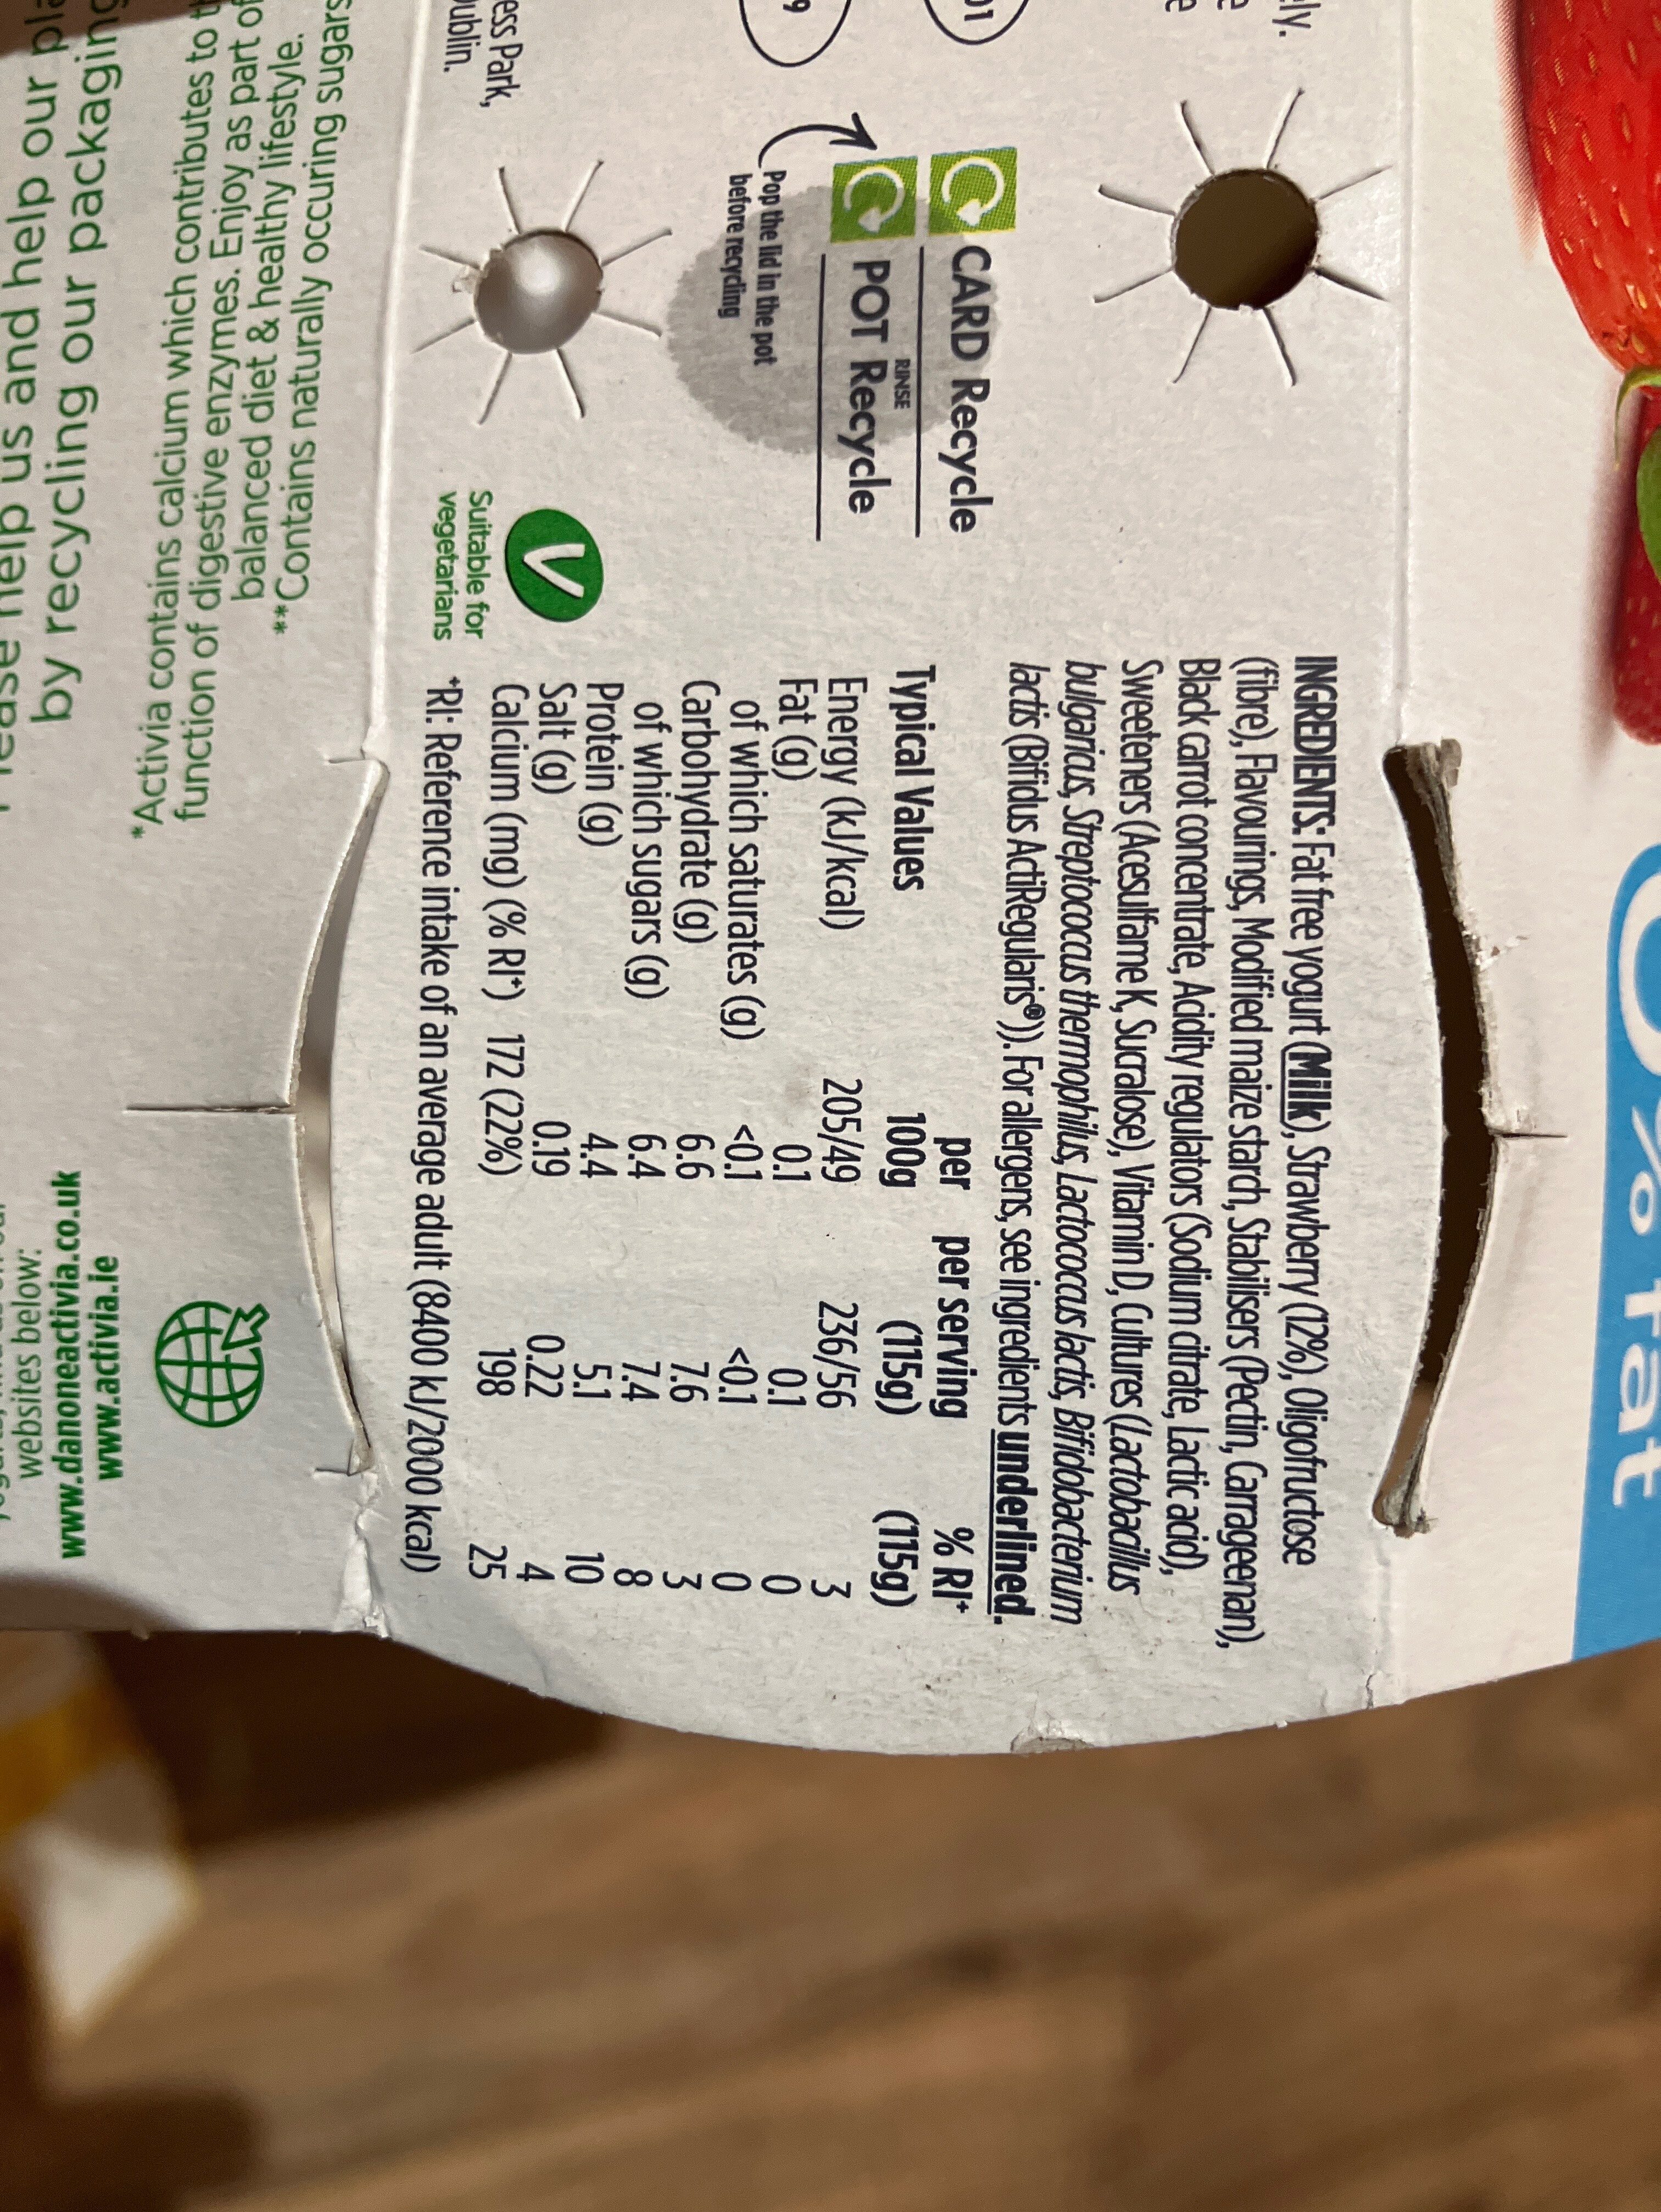 0% fat
INGREDIENTS: Fat free yogurt (Milk), Strawberry (12%), Oligofructose
(fibre), Flavourings, Modified maize starch, Stabilisers (Pectin, Carrageenan),
Black carrot concentrate, Acidity regulators (Sodium citrate, Lactic acid),
Sweeteners (Acesulfame K, Sucralose), Vitamin D, Cultures (Lactobacillus
bulgaricus, Streptococcus thermophilus, Lactococcus lactis, Bifidobacterium
lactis (Bifidus ActiRegularis®)). For allergens, see ingredients underlined.
Typical Values per 100g per serving (115g) % RI+ (115g)
Energy (kJ/kcal) 205/49 236/56 3
Fat (g) 0.1 0.1 0
of which saturates (g) <0.1 <0.1 0
Carbohydrate (g) 6.6 7.6 3
of which sugars (g) 6.4 7.4 8
Protein (g) 4.4 5.1 10
Salt (g) 0.19 0.22 4
Calcium (mg) (% RI+) 172 (22%) 198 25
+RI: Reference intake of an average adult (8400 kJ/2000 kcal)
CARD Recycle
RINSE
POT Recycle
Pop the lid in the pot
before recycling
V
Suitable for
vegetarians
Park,
help us and help our
by recycling our packaging
*Activia contains calcium which contributes to
function of digestive enzymes. Enjoy as part of
balanced diet & healthy lifestyle.
**Contains naturally occuring sugars
websites below:
www.danoneactivia.co.uk
www.activia.ie